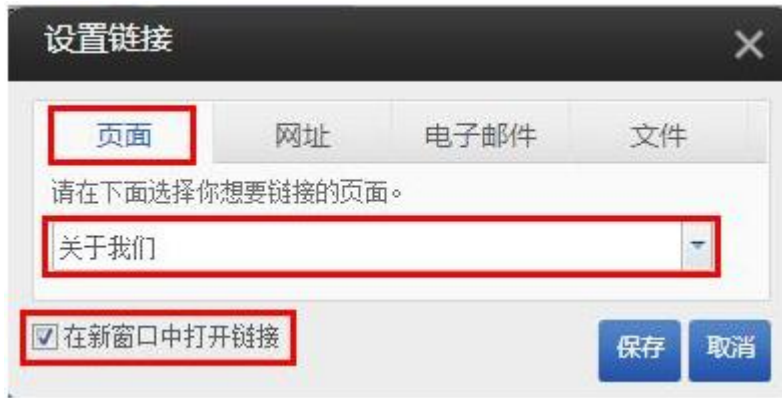 设置链接
页面 网址 电子邮件 文件
请在下面选择你想要链接的页面。
关于我们
在新窗口中打开链接 保存 取消